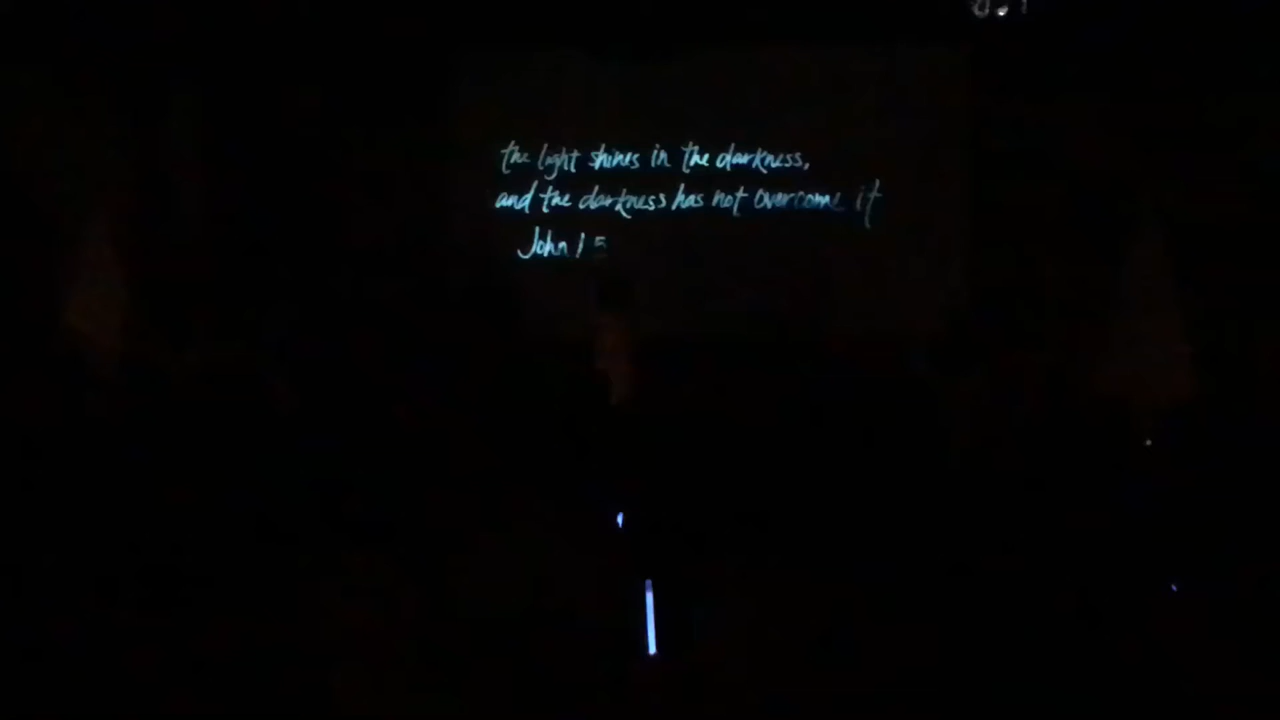 the light shines in the darkness,
and the darkness has not overcome it
John 1 5